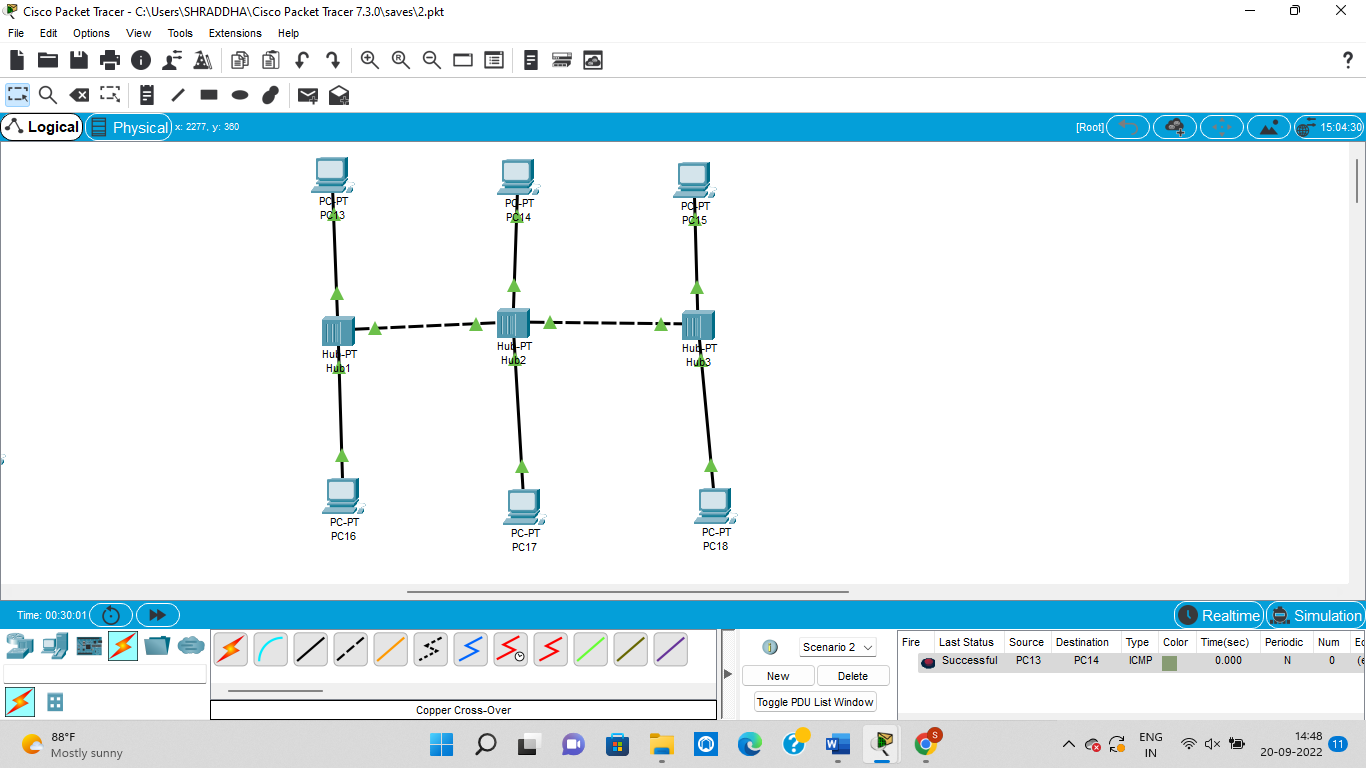 Cisco Packet Tracer - C:\Users\SHRADDHA\Cisco Packet Tracer 7.3.0\saves\2.pkt
File Edit Options View Tools Extensions Help
R
?
Logical Physical x: 2277, y: 360 [Root] 15:04:30
PC-PT
PC13
PC-PT
PC14
PC-PT
PC15
Hub-PT
Hub1
Hub-PT
Hub2
Hub-PT
Hub3
PC-PT
PC16
PC-PT
PC17
PC-PT
PC18
Time: 00:30:01 Realtime Simulation
Scenario 2
New Delete
Toggle PDU List Window
Fire Last Status Source Destination Type Color Time(sec) Periodic Num Ec
Successful PC13 PC14 ICMP 0.000 N 0 (e
Copper Cross-Over
88°F
Mostly sunny
S
ENG
IN
14:48
20-09-2022
11